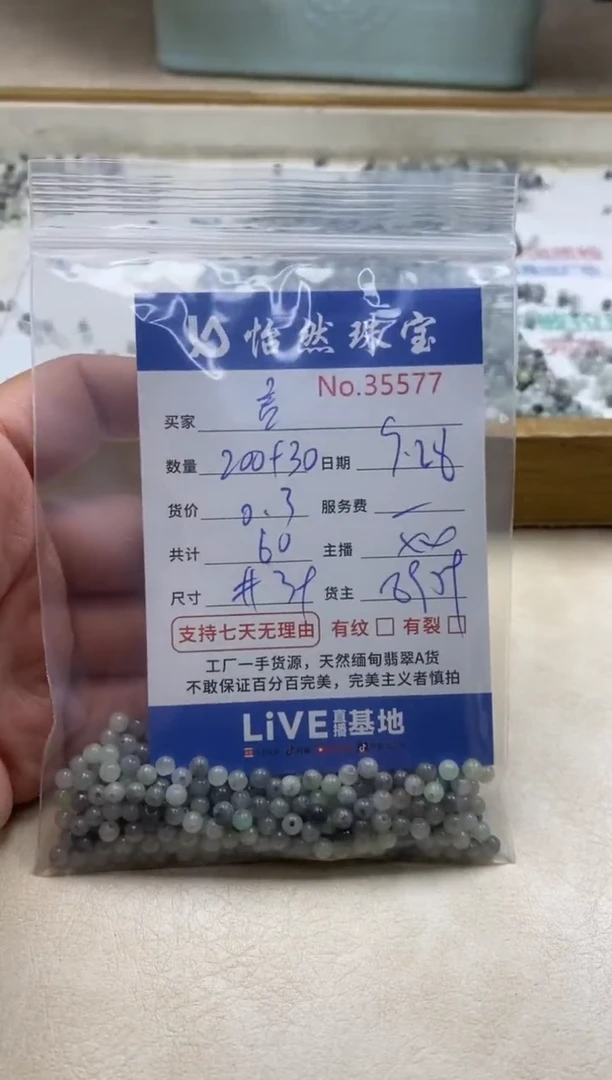 怡然珠宝
No.35577
买家 吉
数量 200+30 日期 9.28
货价 0.3 服务费 一
共计 60 主播
尺寸 货主
支持七天无理由 有纹 有裂
工厂一手货源，天然缅甸翡翠A货
不敢保证百分百完美，完美主义者慎拍
LiVE直播基地